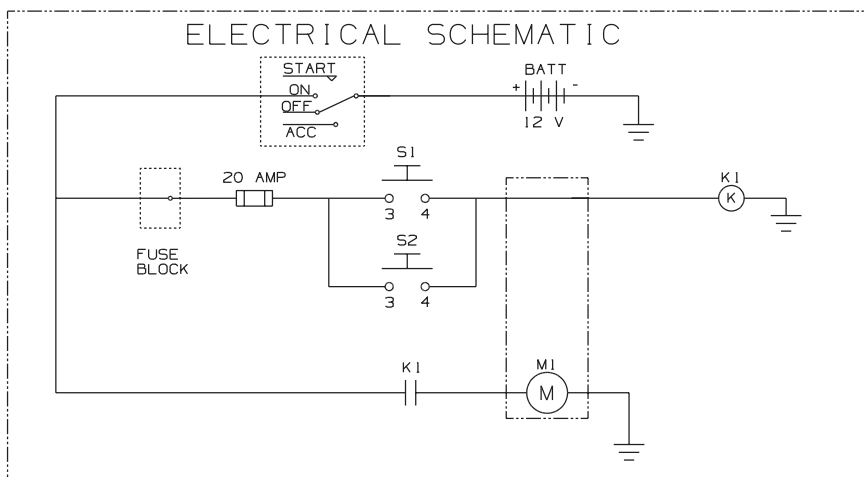 ELECTRICAL SCHEMATIC
START
ON
OFF
ACC
BATT
+ -
12 V
S1
20 AMP
3 4
K1
K
FUSE
BLOCK
S2
3 4
K1
M1
M